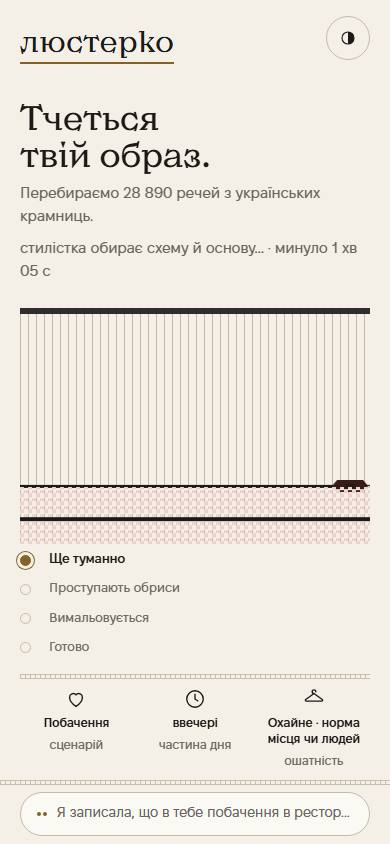 люстерко
Тчеться
твій образ.
Перебираємо 28 890 речей з українських
крамниць.
стилістка обирає схему й основу... · минуло 1 хв
05 с
Ще туманно
Проступають обриси
Вимальовується
Готово
Побачення
сценарій
ввечері
частина дня
Охайне · норма
місця чи людей
ошатність
Я записала, що в тебе побачення в рестор...